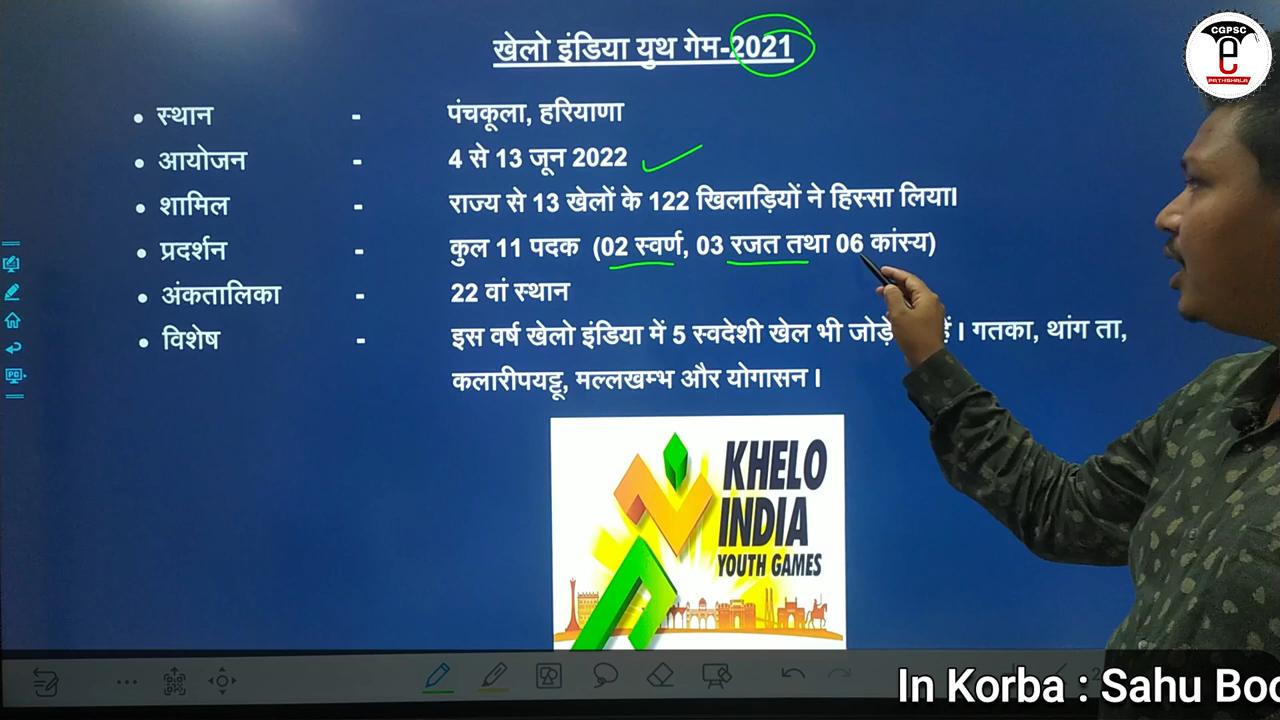 खेलो इंडिया युथ गेम-2021
CGPSC
e
PATHSHALA
• स्थान - पंचकूला, हरियाणा
• आयोजन - 4 से 13 जून 2022
• शामिल - राज्य से 13 खेलों के 122 खिलाड़ियों ने हिस्सा लिया।
• प्रदर्शन - कुल 11 पदक (02 स्वर्ण, 03 रजत तथा 06 कांस्य)
• अंकतालिका - 22 वां स्थान
• विशेष - इस वर्ष खेलो इंडिया में 5 स्वदेशी खेल भी जोड़े हैं। गतका, थांग ता,
कलारीपयट्टू, मल्लखम्भ और योगासन ।
KHELO
INDIA
YOUTH GAMES
In Korba : Sahu Boo